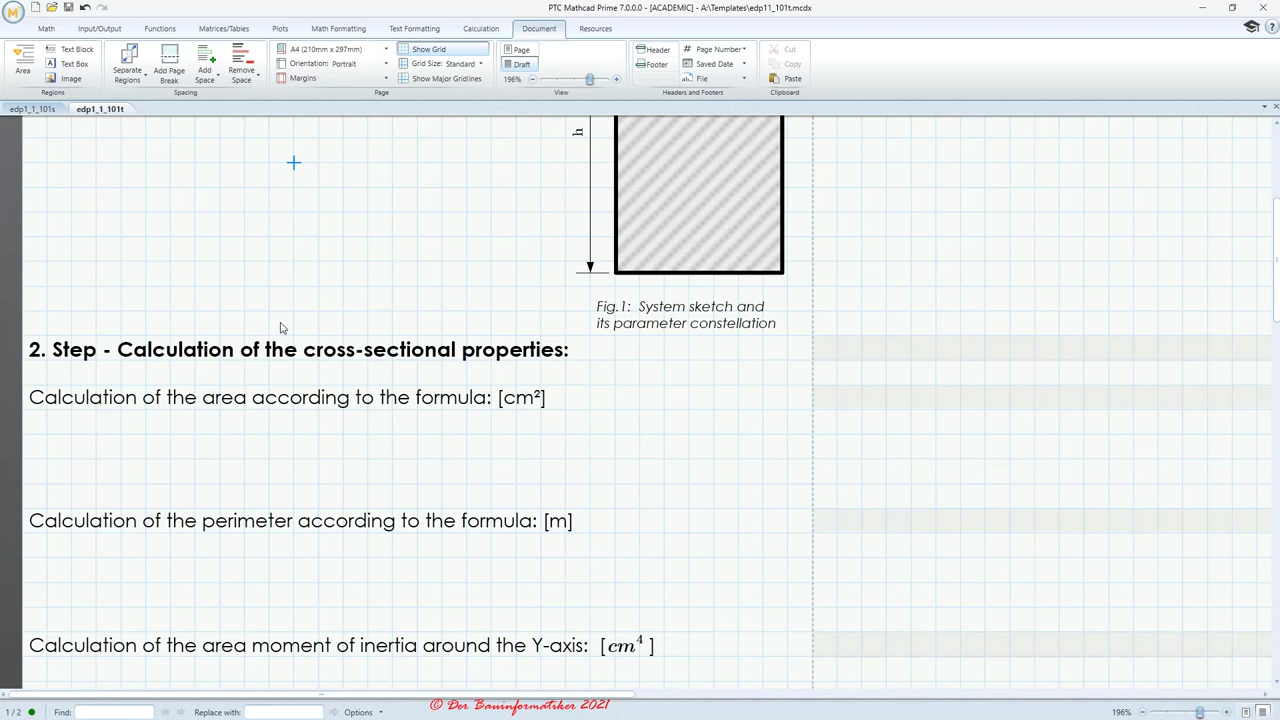 PTC Mathcad Prime 7.0.0.0 - [ACADEMIC] - A:\Templates\edp11_101t.mcdx
Math Input/Output Functions Matrices/Tables Plots Math Formatting Text Formatting Calculation Document Resources
Text Block A4 (210mm x 297mm) Show Grid Page Header Page Number Cut
Orientation: Portrait Grid Size: Standard Draft Footer Saved Date Copy
Area Text Box Separate Regions Add Page Break Add Space Remove Space
Image Margins Show Major Gridlines 196% File Paste
Regions Spacing Page View Headers and Footers Clipboard
edp1_1_101s edp1_1_101t
h
Fig.1: System sketch and
its parameter constellation
2. Step - Calculation of the cross-sectional properties:
Calculation of the area according to the formula: [cm²]
Calculation of the perimeter according to the formula: [m]
Calculation of the area moment of inertia around the Y-axis: [cm⁴ ]
© Der Bauinformatiker 2021
1 / 2 Find: Replace with: Options 196%